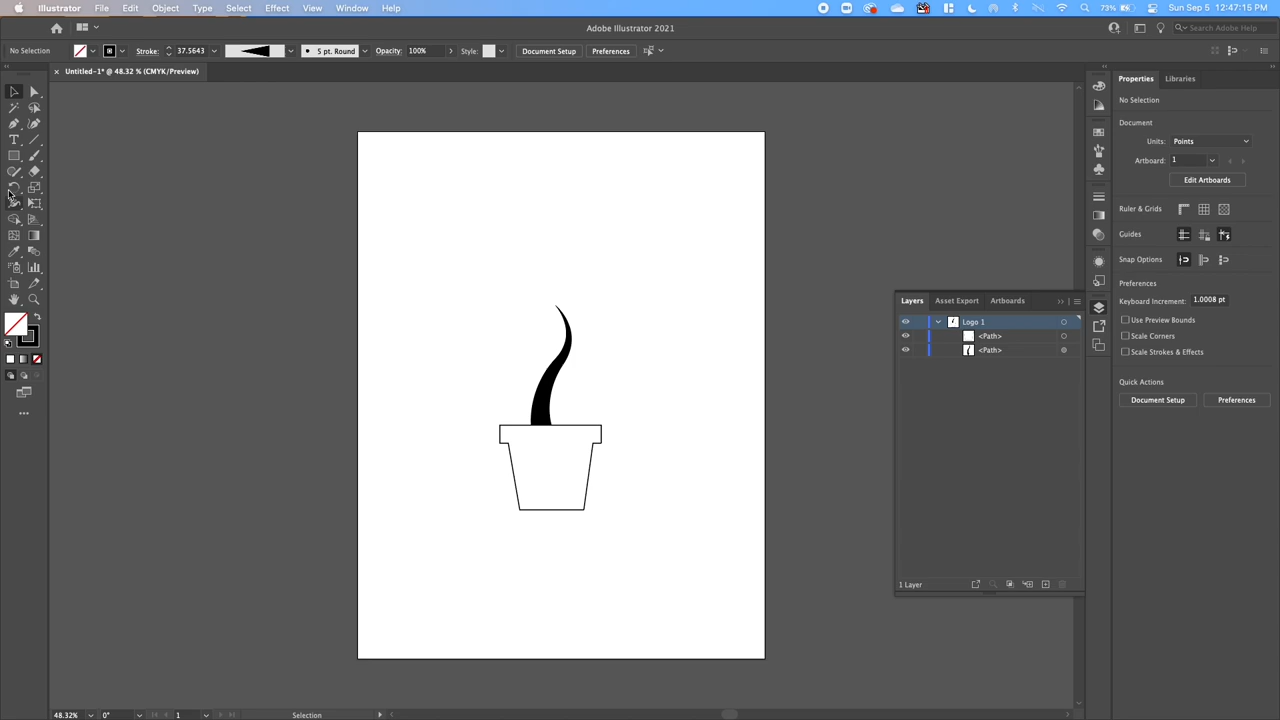 Illustrator File Edit Object Type Select Effect View Window Help 73% Sun Sep 5 12:47:15 PM
Adobe Illustrator 2021 Search Adobe Help
No Selection Stroke: 37.5643 5 pt. Round Opacity: 100% Style: Document Setup Preferences
× Untitled-1* @ 48.32 % (CMYK/Preview)
Properties Libraries
No Selection
Document
Units: Points
Artboard: 1
Edit Artboards
Ruler & Grids
Guides
Snap Options
Preferences
Keyboard Increment: 1.0008 pt
Use Preview Bounds
Scale Corners
Scale Strokes & Effects
Quick Actions
Document Setup Preferences
Layers Asset Export Artboards
Logo 1
<Path>
<Path>
1 Layer
48.32% 0° 1 Selection